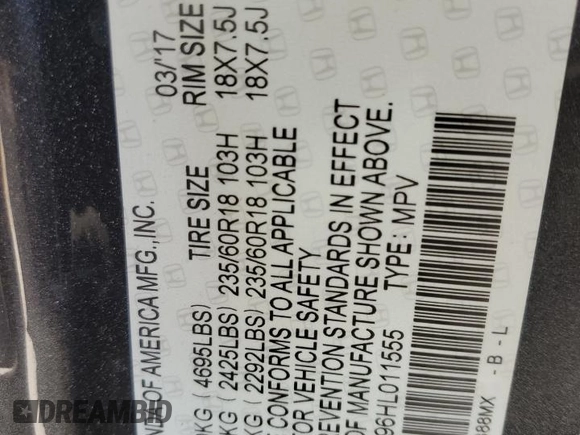 OF AMERICA MFG., INC. 03/'17
KG (4695LBS) TIRE SIZE RIM SIZE
KG (2425LBS) 235/60R18 103H 18X7.5J
KG (2292LBS) 235/60R18 103H 18X7.5J
CONFORMS TO ALL APPLICABLE
VEHICLE SAFETY
STANDARDS IN EFFECT
OF MANUFACTURE SHOWN ABOVE.
96HL011555 TYPE: MPV
88MX -B-L
DREAMBID